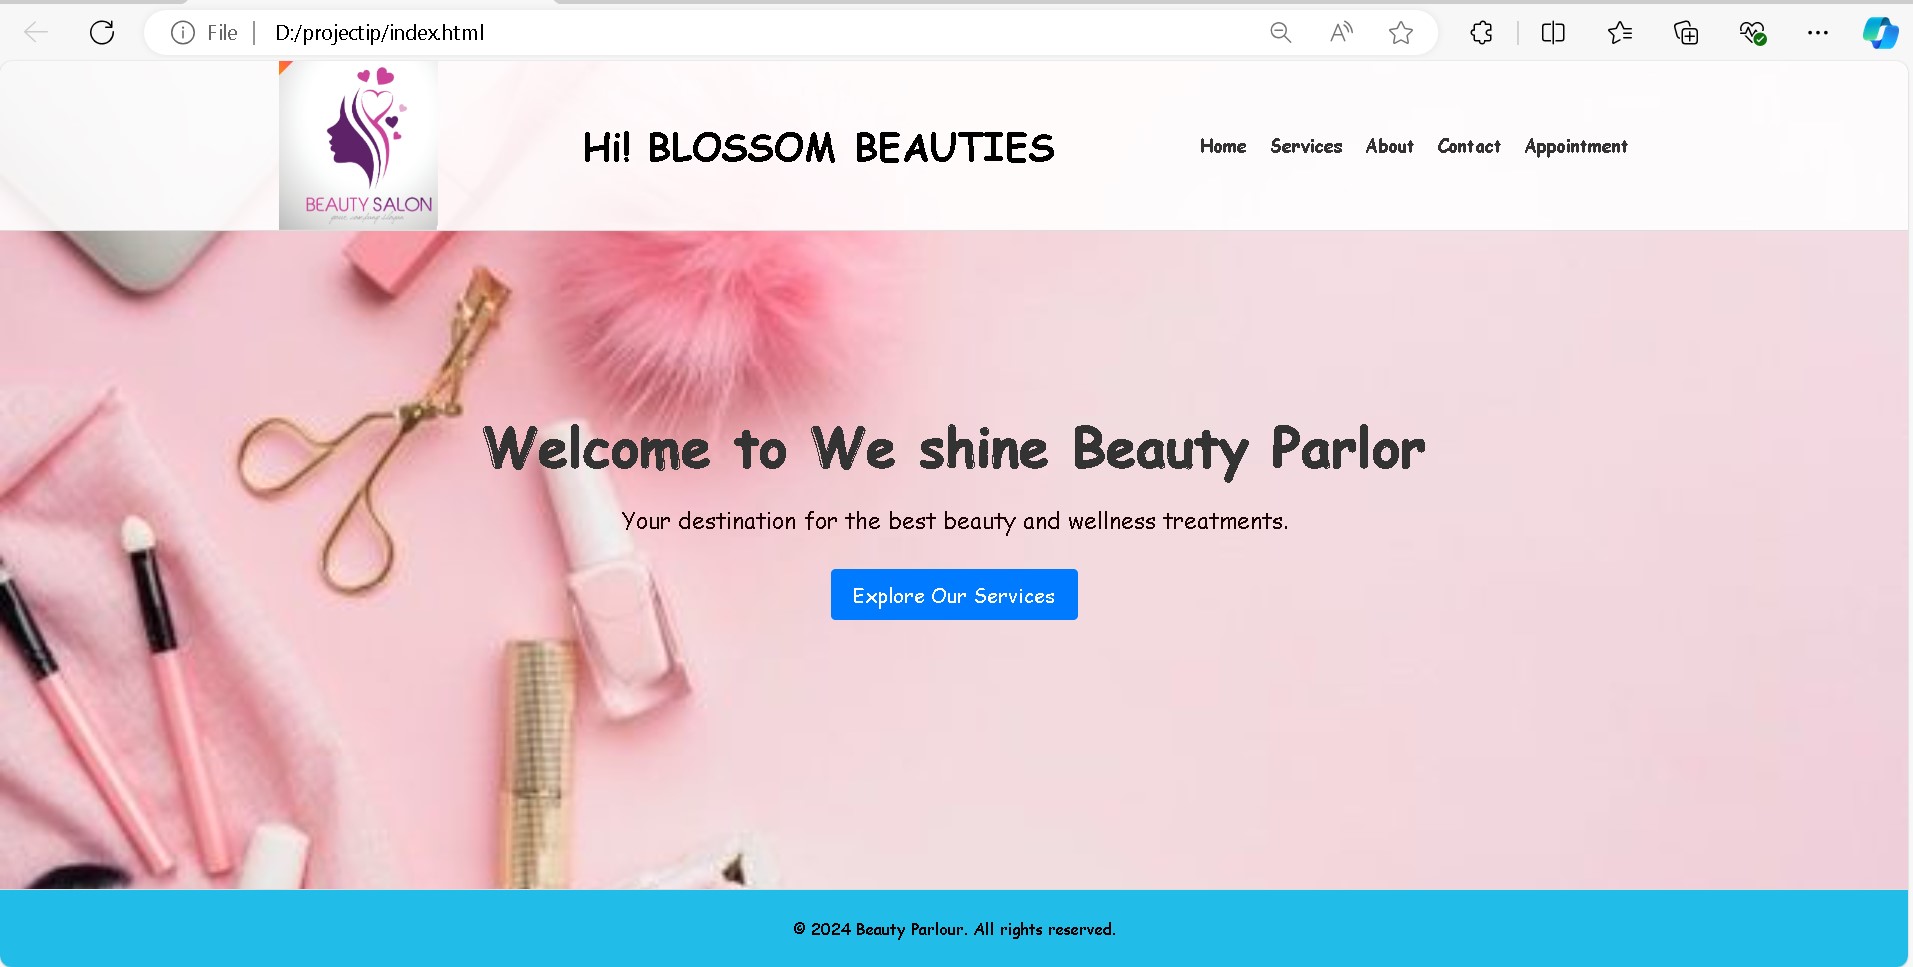 File D:/projectip/index.html
BEAUTY SALON
Hi! BLOSSOM BEAUTIES
Home Services About Contact Appointment
Welcome to We shine Beauty Parlor
Your destination for the best beauty and wellness treatments.
Explore Our Services
© 2024 Beauty Parlour. All rights reserved.